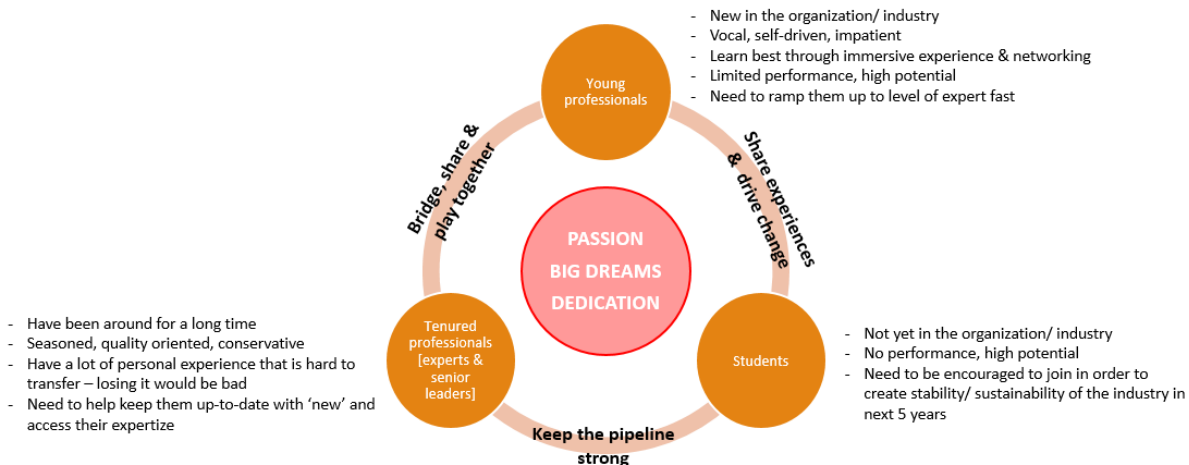 - New in the organization/ industry
- Vocal, self-driven, impatient
- Learn best through immersive experience & networking
- Limited performance, high potential
- Need to ramp them up to level of expert fast
Young
professionals
Bridge, share &
play together
Share experiences
& drive change
PASSION
BIG DREAMS
DEDICATION
- Have been around for a long time
- Seasoned, quality oriented, conservative
- Have a lot of personal experience that is hard to
transfer – losing it would be bad
- Need to help keep them up-to-date with ‘new’ and
access their expertize
Tenured
professionals
[experts &
senior
leaders]
Students
- Not yet in the organization/ industry
- No performance, high potential
- Need to be encouraged to join in order to
create stability/ sustainability of the industry in
next 5 years
Keep the pipeline
strong